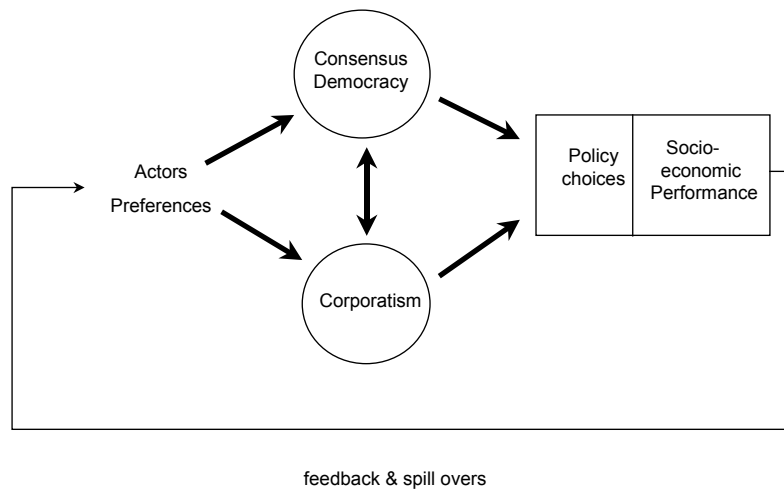 Consensus
Democracy
Actors
Preferences
Policy
choices
Socio-
economic
Performance
Corporatism
feedback & spill overs